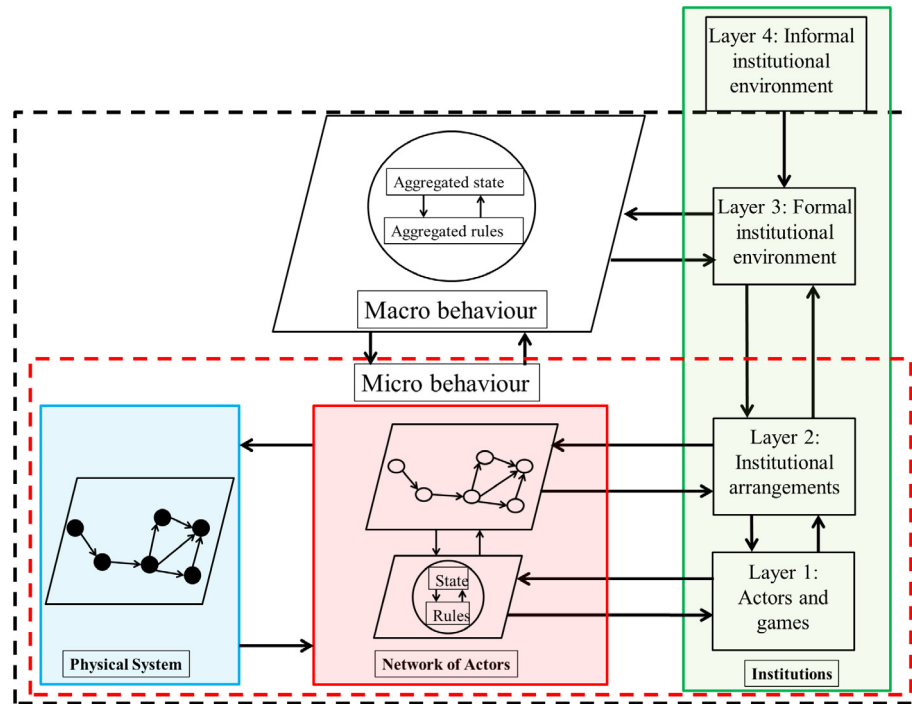 Layer 4: Informal
institutional
environment
Aggregated state
Aggregated rules
Layer 3: Formal
institutional
environment
Macro behaviour
Micro behaviour
Layer 2:
Institutional
arrangements
State
Rules
Layer 1:
Actors and
games
Physical System
Network of Actors
Institutions